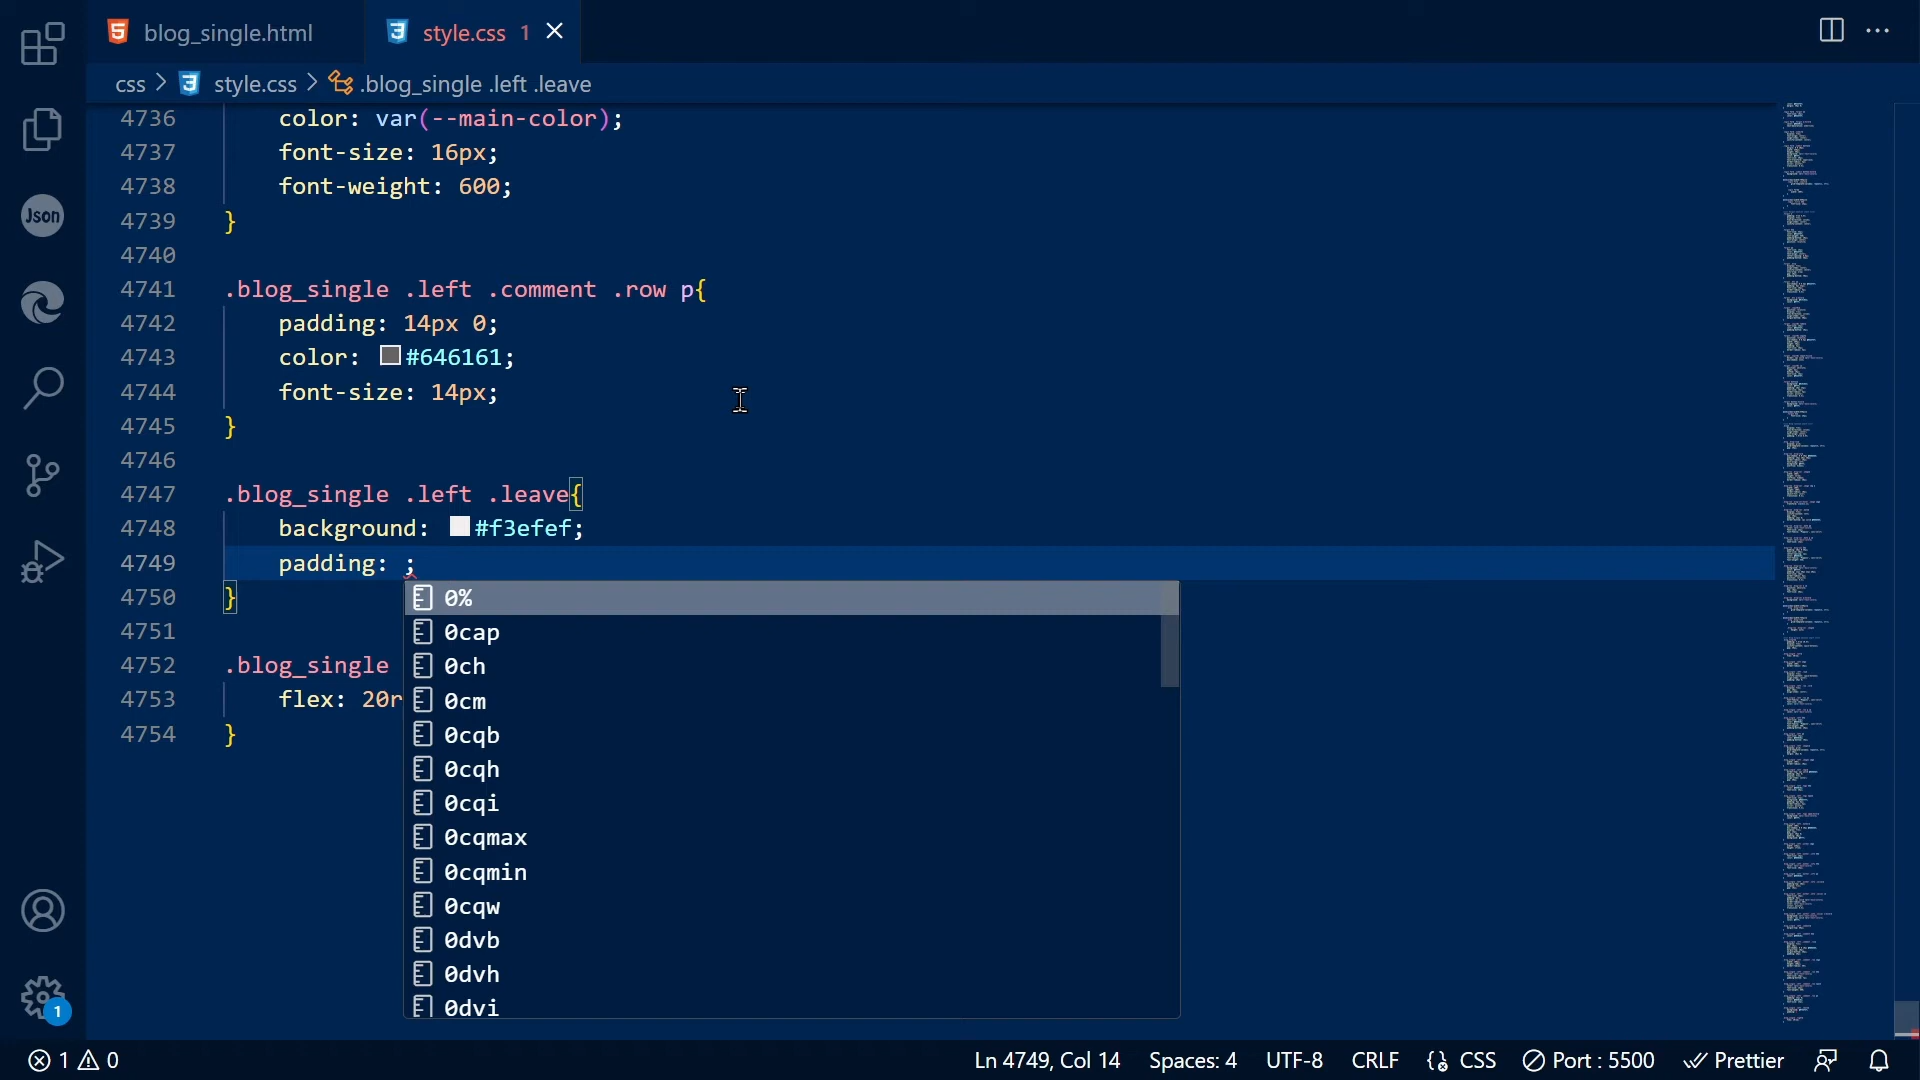 blog_single.html
style.css 1
css > style.css > .blog_single .left .leave
4736 color: var(--main-color);
4737 font-size: 16px;
4738 font-weight: 600;
4739 }
4740
4741 .blog_single .left .comment .row p{
4742 padding: 14px 0;
4743 color: #646161;
4744 font-size: 14px;
4745 }
4746
4747 .blog_single .left .leave{
4748 background: #f3efef;
4749 padding: ;
4750 }
4751
4752 .blog_single
4753 flex: 20r
4754 }
0%
0cap
0ch
0cm
0cqb
0cqh
0cqi
0cqmax
0cqmin
0cqw
0dvb
0dvh
0dvi
Json
1
1 0
Ln 4749, Col 14 Spaces: 4 UTF-8 CRLF {} CSS Port : 5500 Prettier